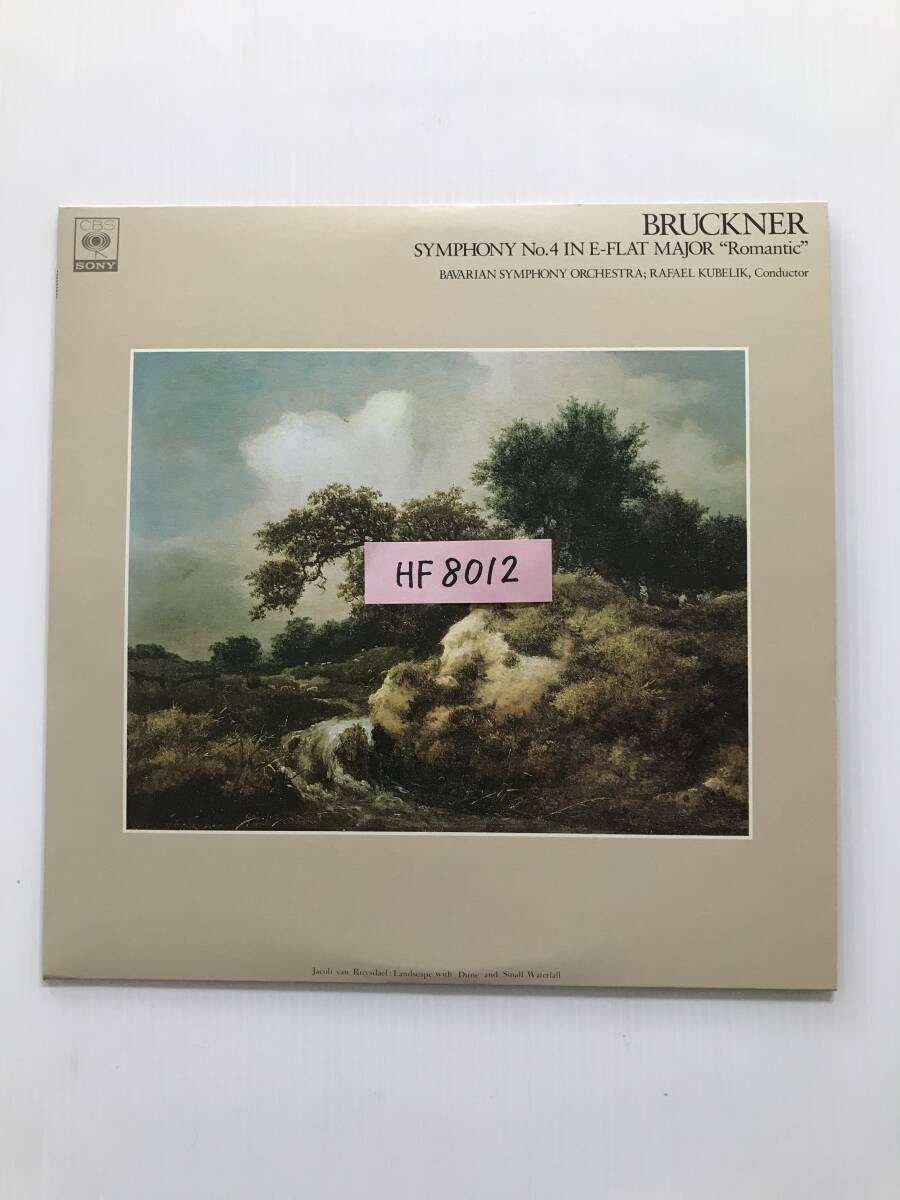 CBS
SONY
BRUCKNER
SYMPHONY No.4 IN E-FLAT MAJOR “Romantic”
BAVARIAN SYMPHONY ORCHESTRA; RAFAEL KUBELIK, Conductor
HF 8012
Jacob van Ruysdael: Landscape with Dune and Small Waterfall